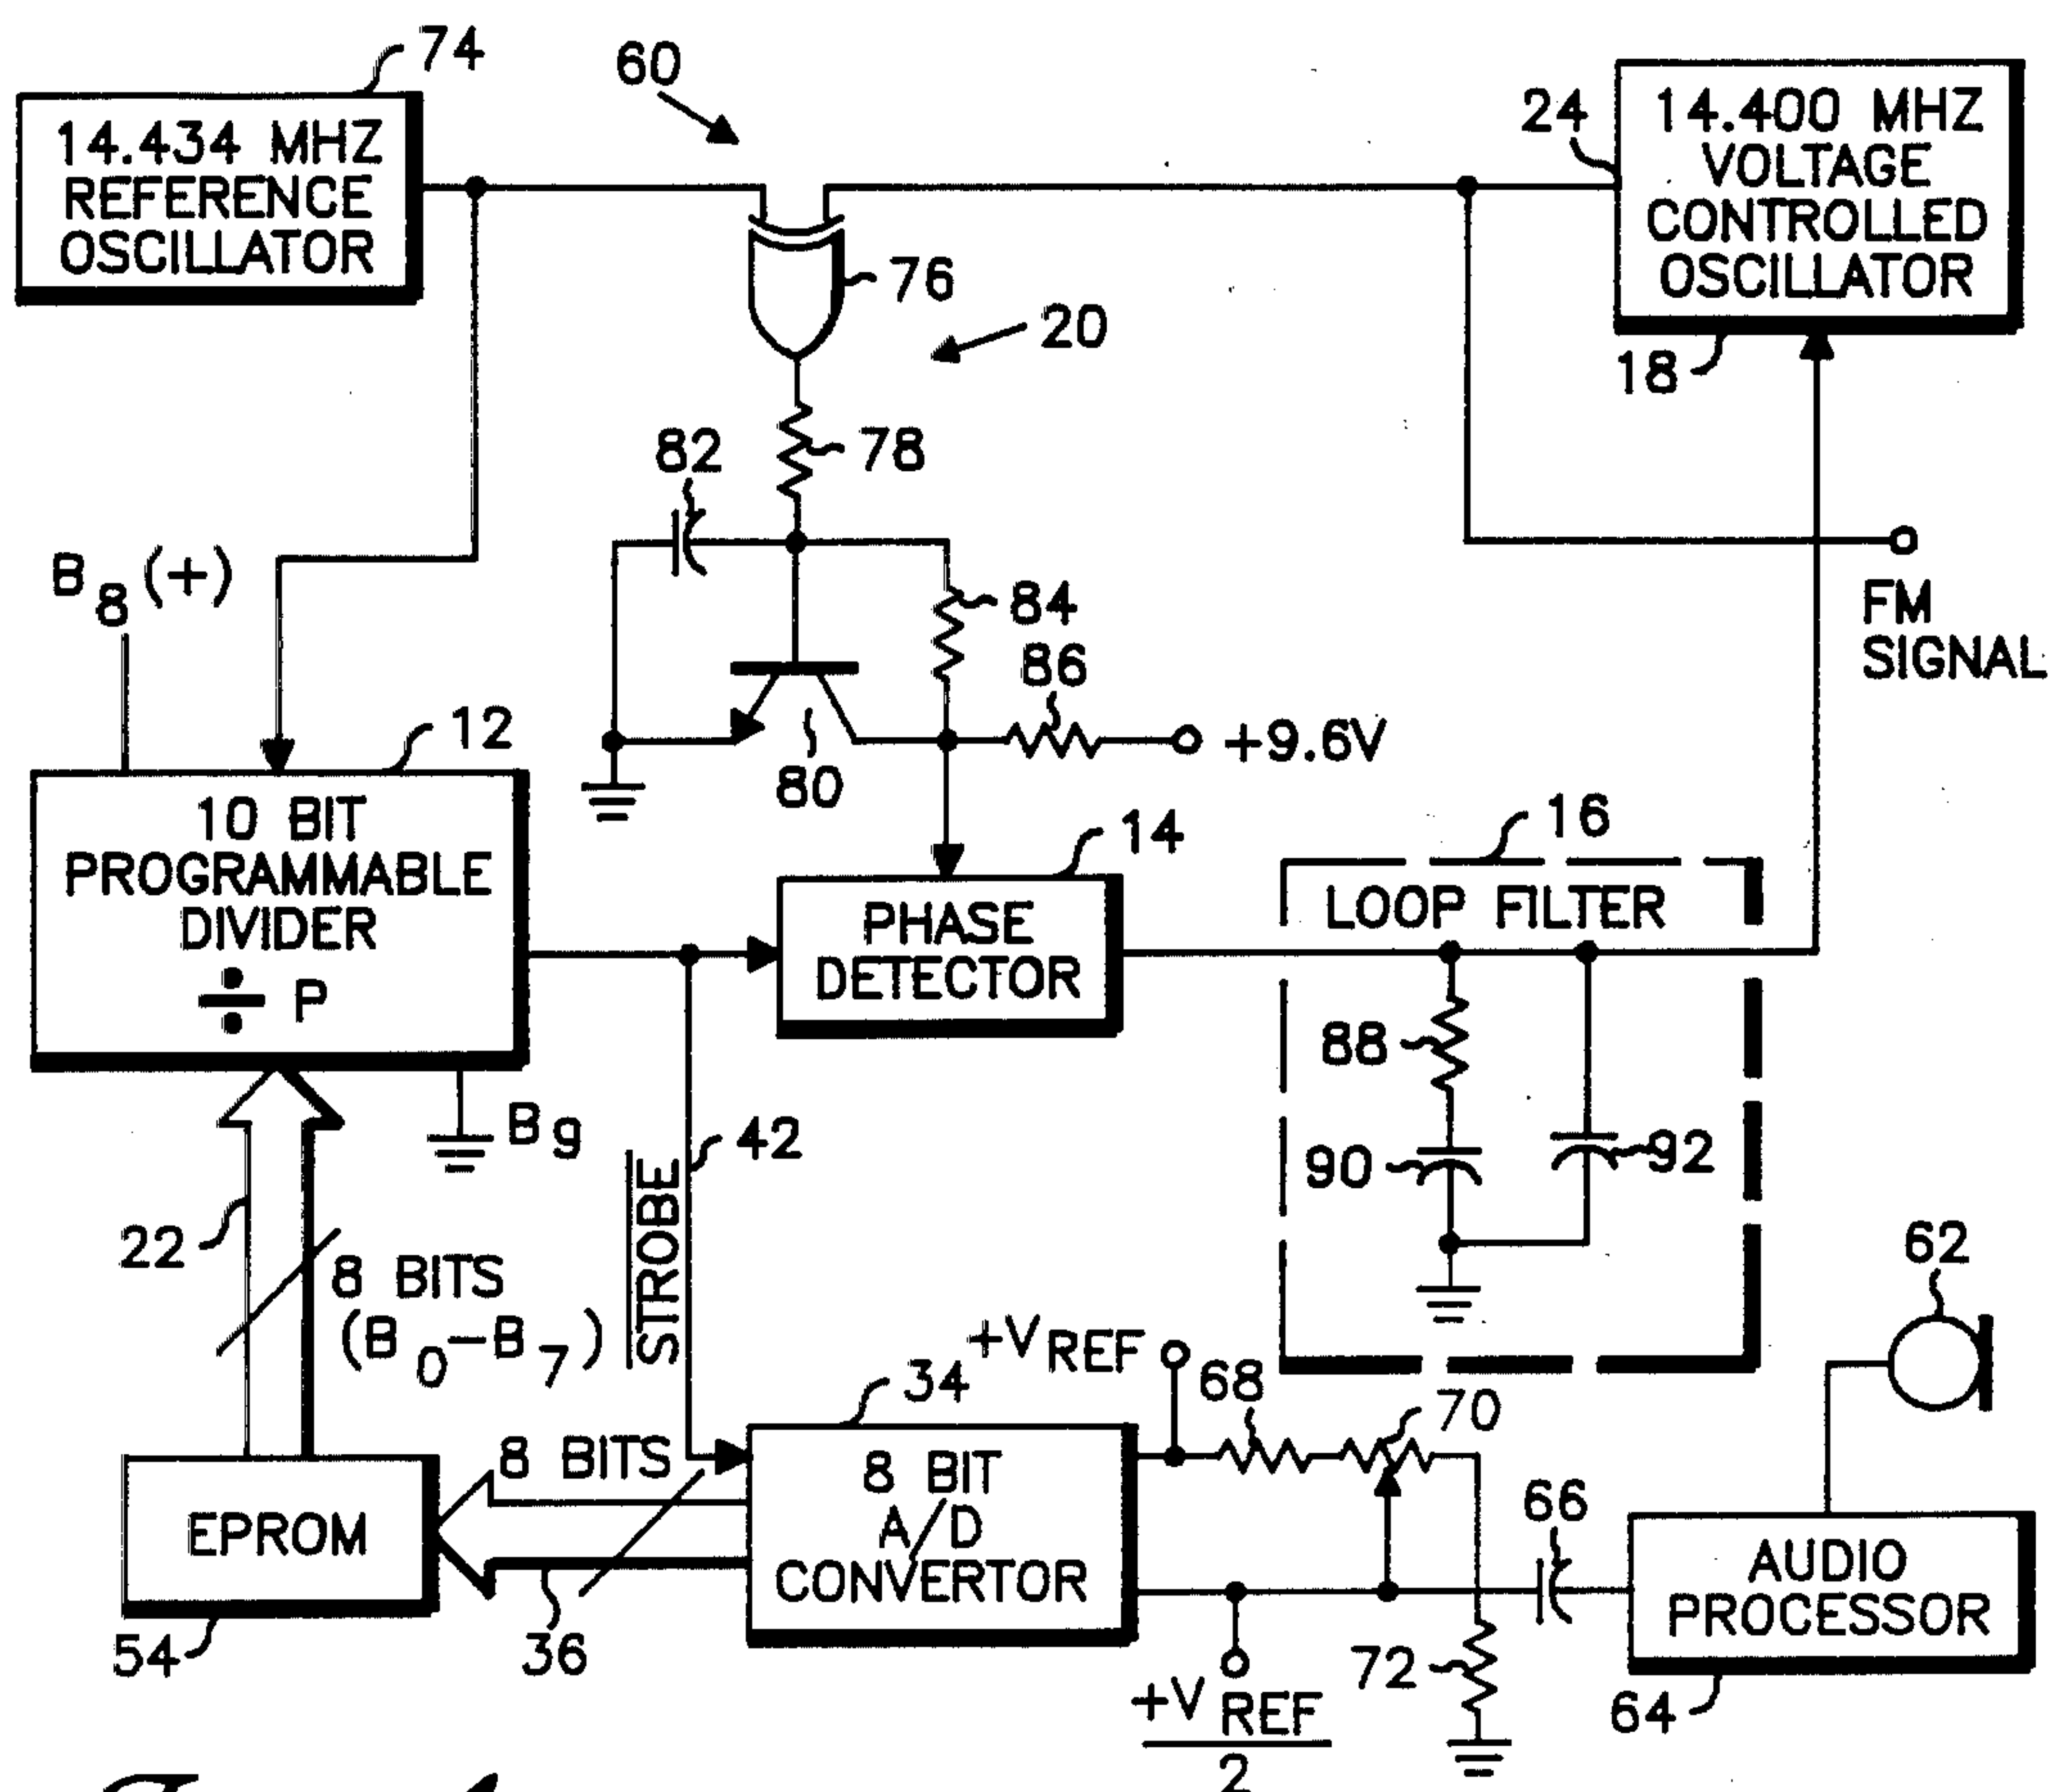 74
60
14.434 MHZ
REFERENCE
OSCILLATOR
24
14.400 MHZ
VOLTAGE
CONTROLLED
OSCILLATOR
76
20
18
82
78
B8(+)
84
86
FM
SIGNAL
12
+9.6V
80
10 BIT
PROGRAMMABLE
DIVIDER
÷ P
14
16
PHASE
DETECTOR
LOOP FILTER
88
90
92
B9
42
STROBE
22
8 BITS
(B0-B7)
62
+VREF
34
68
70
8 BITS
EPROM
8 BIT
A/D
CONVERTOR
66
AUDIO
PROCESSOR
54
36
72
64
+VREF
2